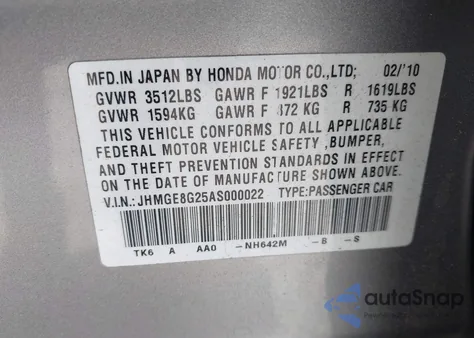 MFD.IN JAPAN BY HONDA MOTOR CO.,LTD; 02/'10
GVWR 3512LBS GAWR F 1921LBS R 1619LBS
GVWR 1594KG GAWR F 872 KG R 735 KG
THIS VEHICLE CONFORMS TO ALL APPLICABLE
FEDERAL MOTOR VEHICLE SAFETY ,BUMPER,
AND THEFT PREVENTION STANDARDS IN EFFECT
ON THE DATE OF MANUFACTURE SHOWN ABOVE.
V.I.N.: JHMGE8G25AS000022 TYPE:PASSENGER CAR
TK6 A AA0 -NH642M -B -S
autoSnap